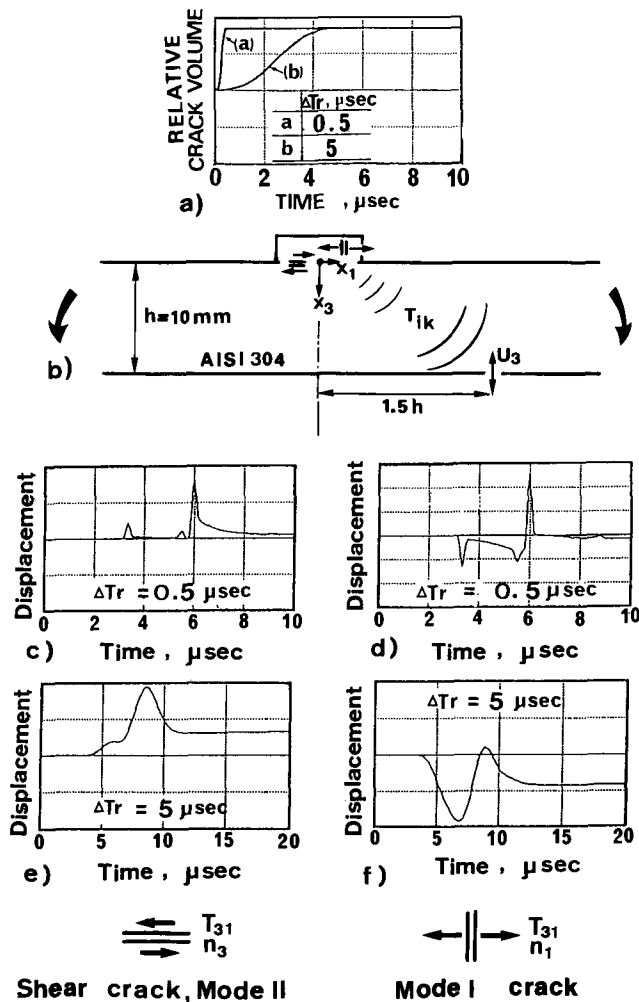 RELATIVE
CRACK VOLUME
(a)
(b)
ΔTr, μsec
a 0.5
b 5
0 2 4 6 8 10
a) TIME , μsec
x₁
x₃
h=10mm
T_ik
b)
AISI 304
U₃
1.5h
Displacement
ΔTr = 0.5 μsec
0 2 4 6 8 10
c) Time , μsec
Displacement
ΔTr = 0.5 μsec
0 2 4 6 8 10
d) Time , μsec
Displacement
ΔTr = 5 μsec
0 5 10 15 20
e) Time , μsec
Displacement
ΔTr = 5 μsec
0 5 10 15 20
f) Time , μsec
T₃₁
n₃
Shear crack, Mode II
T₃₁
n₁
Mode I crack